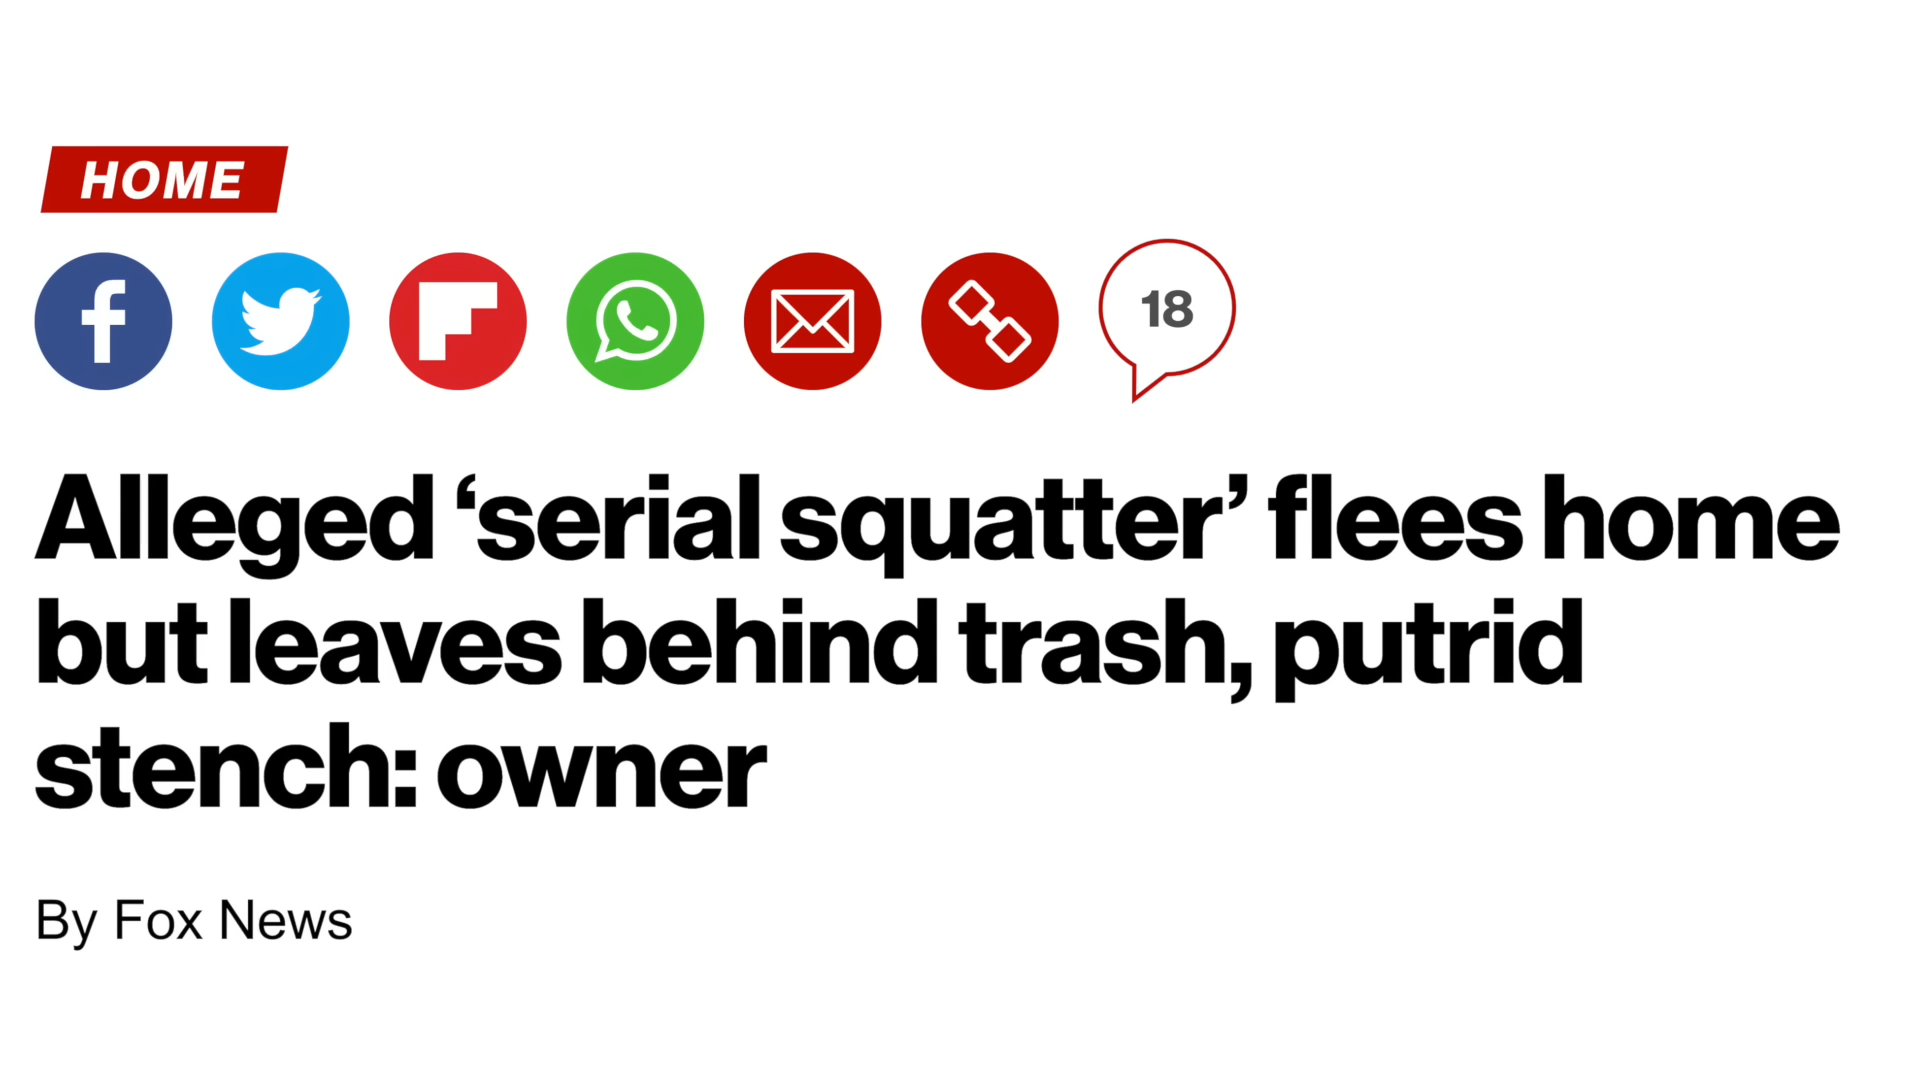 HOME
18
Alleged ‘serial squatter’ flees home
but leaves behind trash, putrid
stench: owner
By Fox News